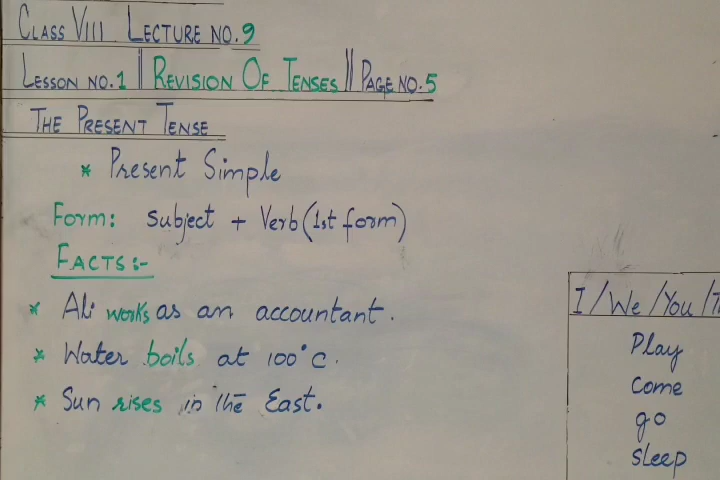 CLASS VIII LECTURE NO.9
LESSON NO.1 || REVISION OF TENSES || PAGE NO.5
THE PRESENT TENSE
* Present Simple
Form: Subject + Verb (1st form)
FACTS :-
* Ali works as an accountant.
* Water boils at 100°C.
* Sun rises in the East.
I/We/You/
Play
Come
go
sleep